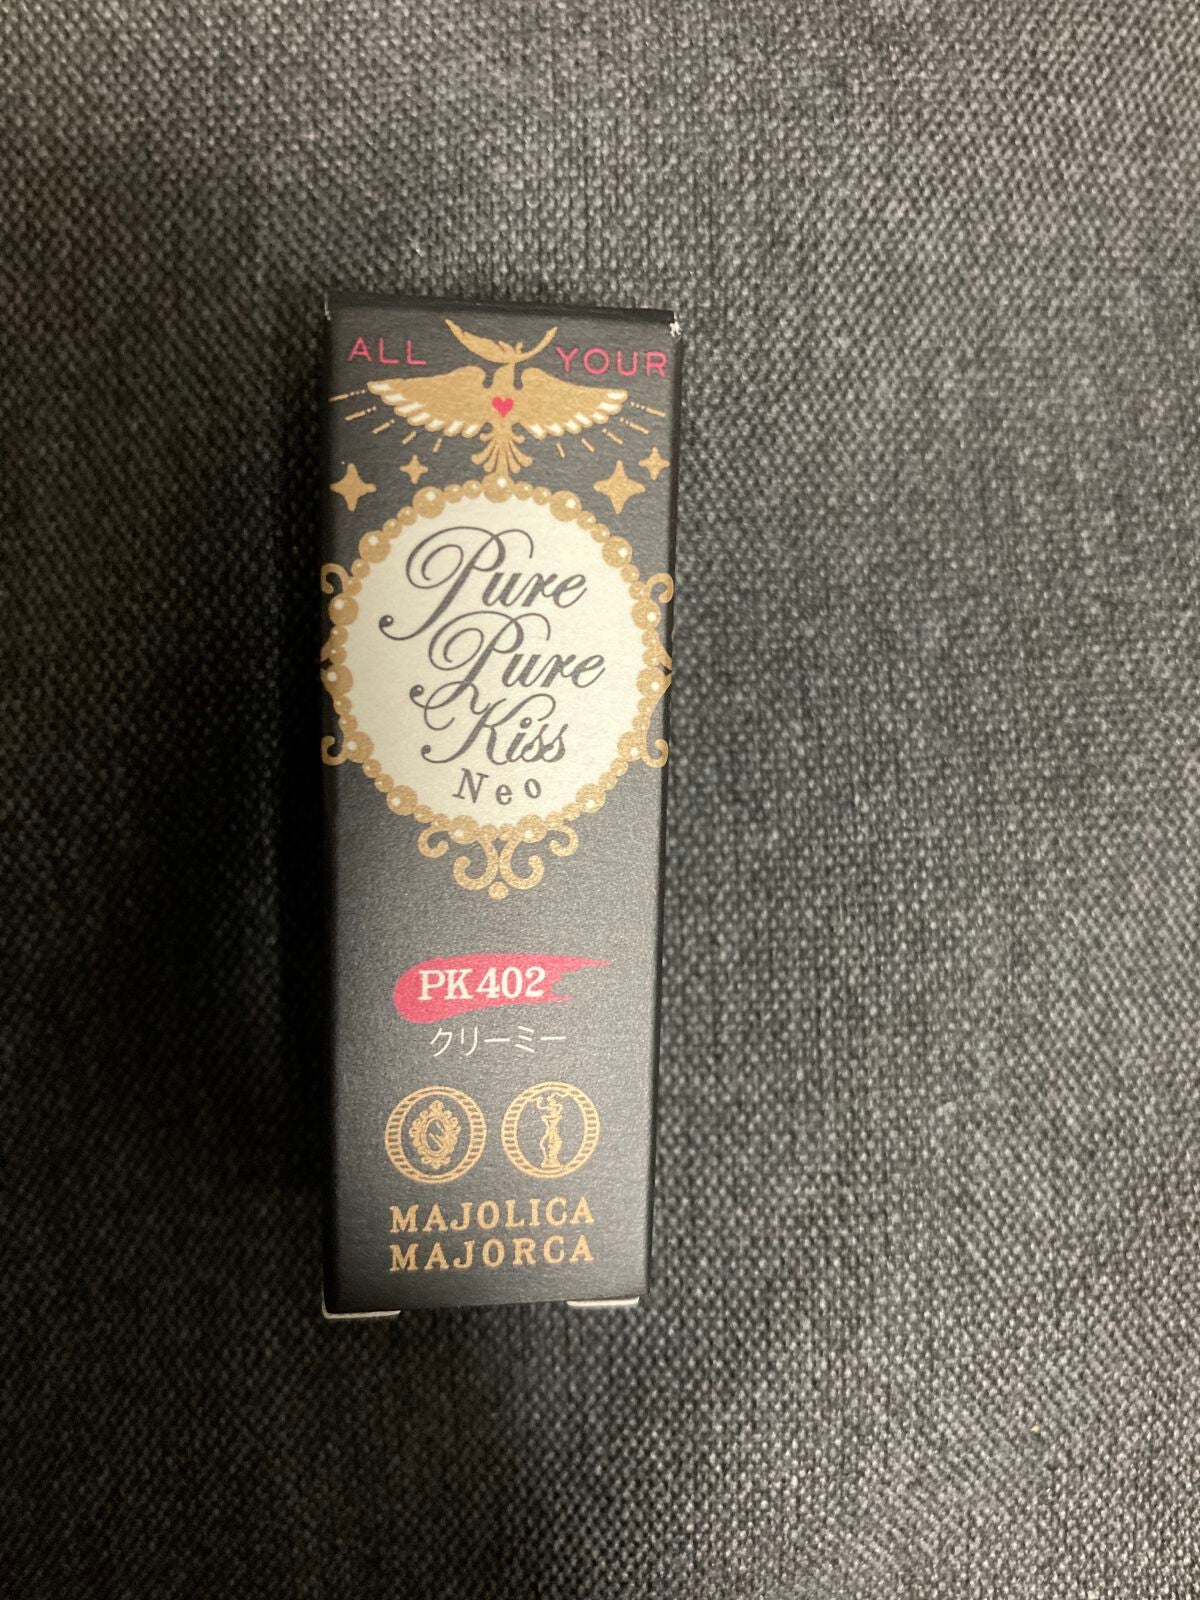 ALL YOUR
Pure
Pure
Kiss
Neo
PK402
クリーミー
MAJOLICA
MAJORCA